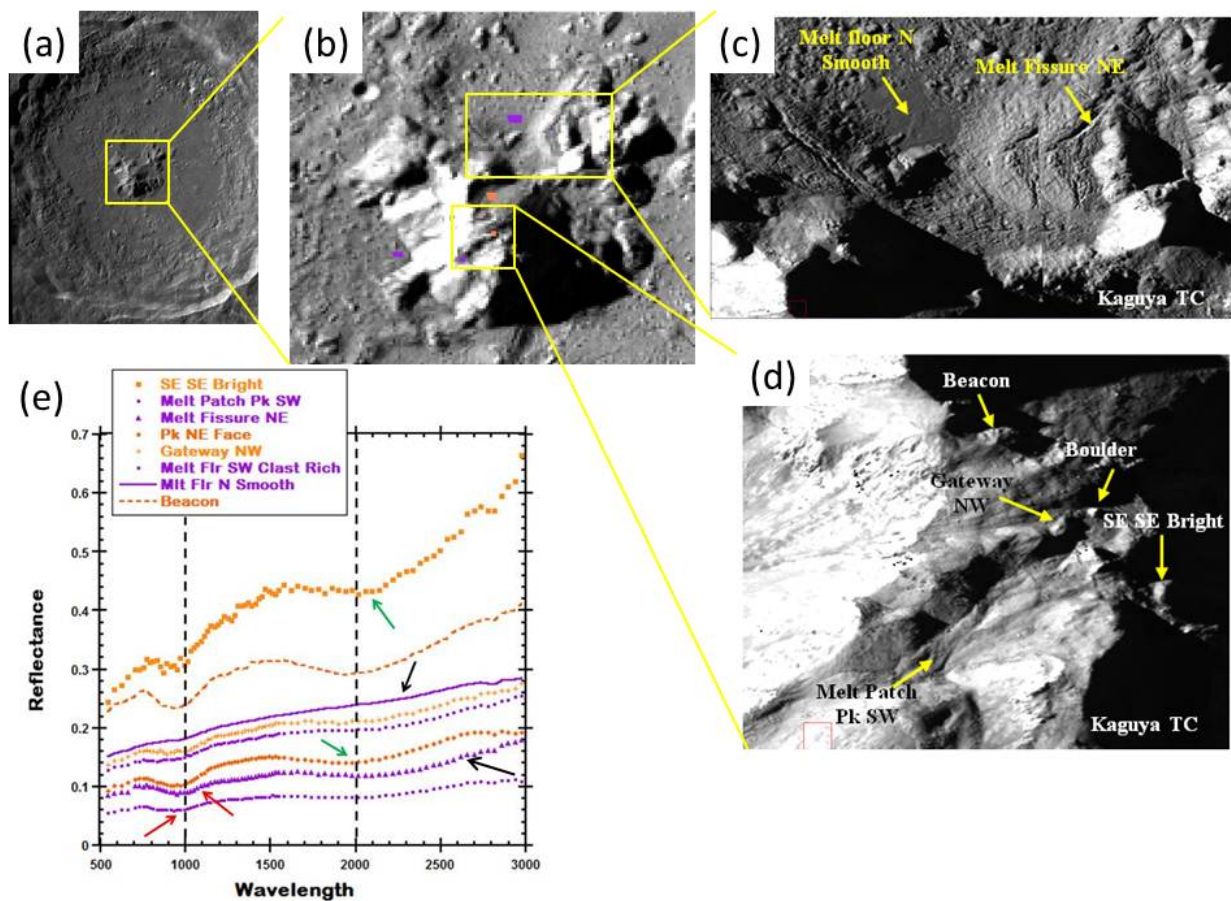 (a)
(b)
(c)
Melt floor N
Smooth
Melt Fissure NE
Kaguya TC
(d)
Beacon
Boulder
Gateway
NW
SE SE Bright
Melt Patch
Pk SW
Kaguya TC
(e)
SE SE Bright
Melt Patch Pk SW
Melt Fissure NE
Pk NE Face
Gateway NW
Melt Flr SW Clast Rich
Mlt Flr N Smooth
Beacon
0.7
0.6
0.5
0.4
0.3
0.2
0.1
0
Reflectance
500
1000
1500
2000
2500
3000
Wavelength